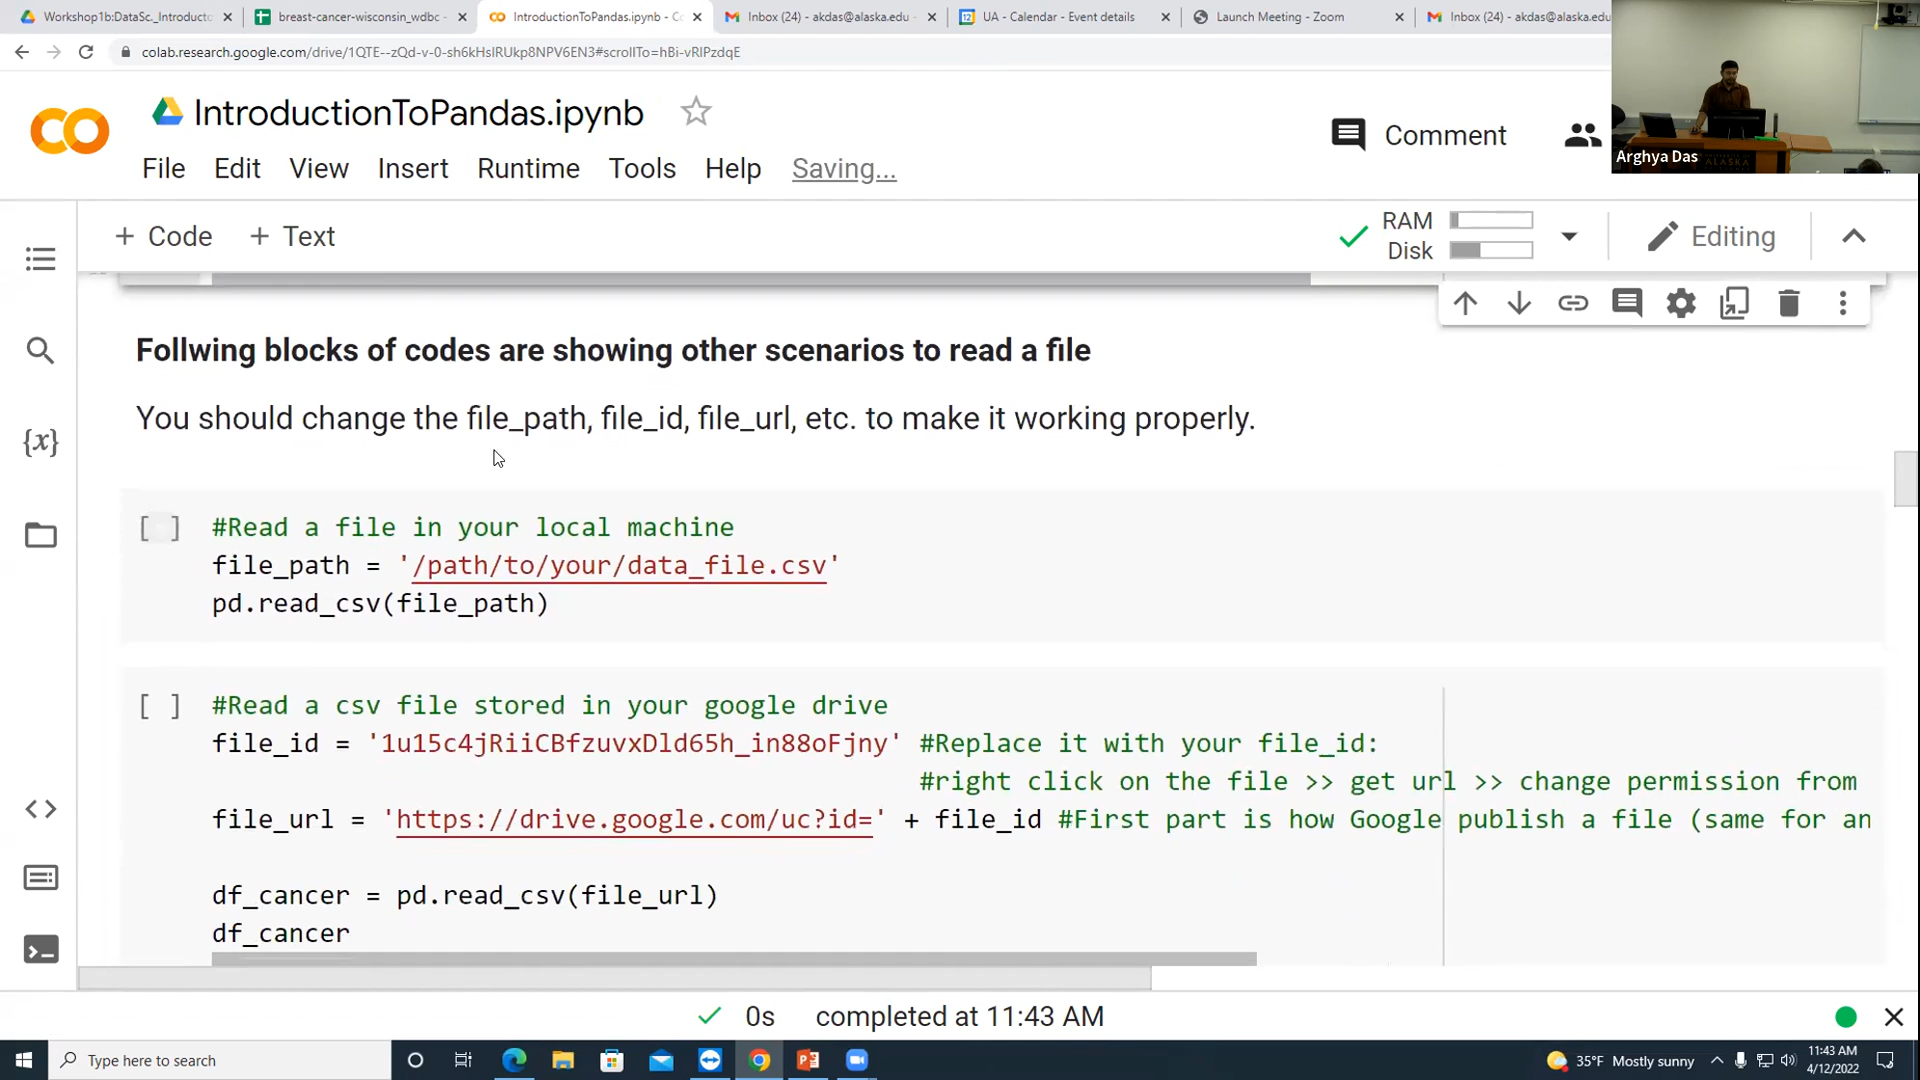 Workshop1b:DataSc._Introducto
breast-cancer-wisconsin_wdbc -
IntroductionToPandas.ipynb - Co
Inbox (24) - akdas@alaska.edu -
UA - Calendar - Event details
Launch Meeting - Zoom
Inbox (24) - akdas@alaska.edu
colab.research.google.com/drive/1QTE--zQd-v-0-sh6kHslRUkp8NPV6EN3#scrollTo=hBi-vRlPzdqE
IntroductionToPandas.ipynb
Comment
Arghya Das
File Edit View Insert Runtime Tools Help Saving...
+ Code + Text
RAM
Disk
Editing
Follwing blocks of codes are showing other scenarios to read a file
You should change the file_path, file_id, file_url, etc. to make it working properly.
[ ] #Read a file in your local machine
file_path = '/path/to/your/data_file.csv'
pd.read_csv(file_path)
[ ] #Read a csv file stored in your google drive
file_id = '1u15c4jRiiCBfzuvxDld65h_in88oFjny' #Replace it with your file_id:
#right click on the file >> get url >> change permission from
file_url = 'https://drive.google.com/uc?id=' + file_id #First part is how Google publish a file (same for an
df_cancer = pd.read_csv(file_url)
df_cancer
0s completed at 11:43 AM
Type here to search
35°F Mostly sunny
11:43 AM
4/12/2022